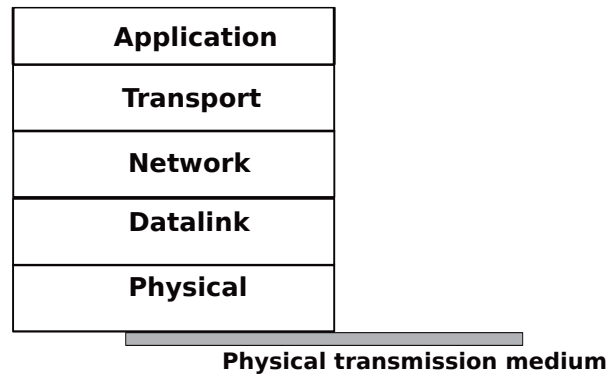 Application
Transport
Network
Datalink
Physical
Physical transmission medium